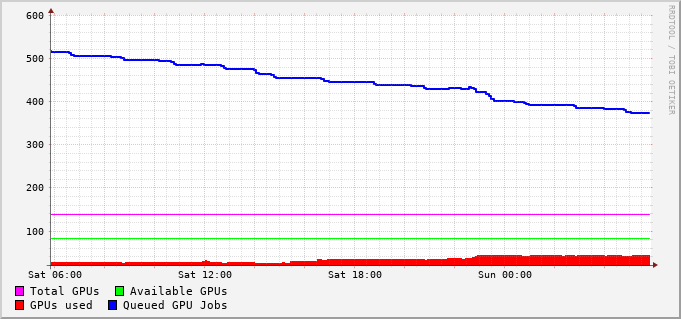 600
500
400
300
200
100
Sat 06:00 Sat 12:00 Sat 18:00 Sun 00:00
Total GPUs Available GPUs
GPUs used Queued GPU Jobs
RRDTOOL / TOBI OETIKER